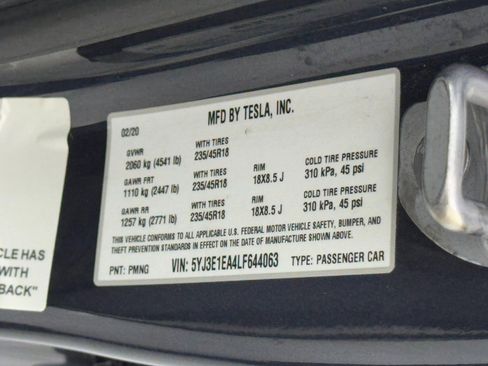 MFD BY TESLA, INC.
02/20
GVWR WITH TIRES
2060 kg (4541 lb) 235/45R18
GAWR FRT WITH TIRES RIM COLD TIRE PRESSURE
1110 kg (2447 lb) 235/45R18 18X8.5 J 310 kPa, 45 psi
GAWR RR WITH TIRES RIM COLD TIRE PRESSURE
1257 kg (2771 lb) 235/45R18 18X8.5 J 310 kPa, 45 psi
THIS VEHICLE CONFORMS TO ALL APPLICABLE U.S. FEDERAL MOTOR VEHICLE SAFETY, BUMPER, AND
THEFT PREVENTION STANDARDS IN EFFECT ON THE DATE OF MANUFACTURE SHOWN ABOVE.
PNT: PMNG VIN: 5YJ3E1EA4LF644063 TYPE: PASSENGER CAR
CLE HAS
WITH
BACK"